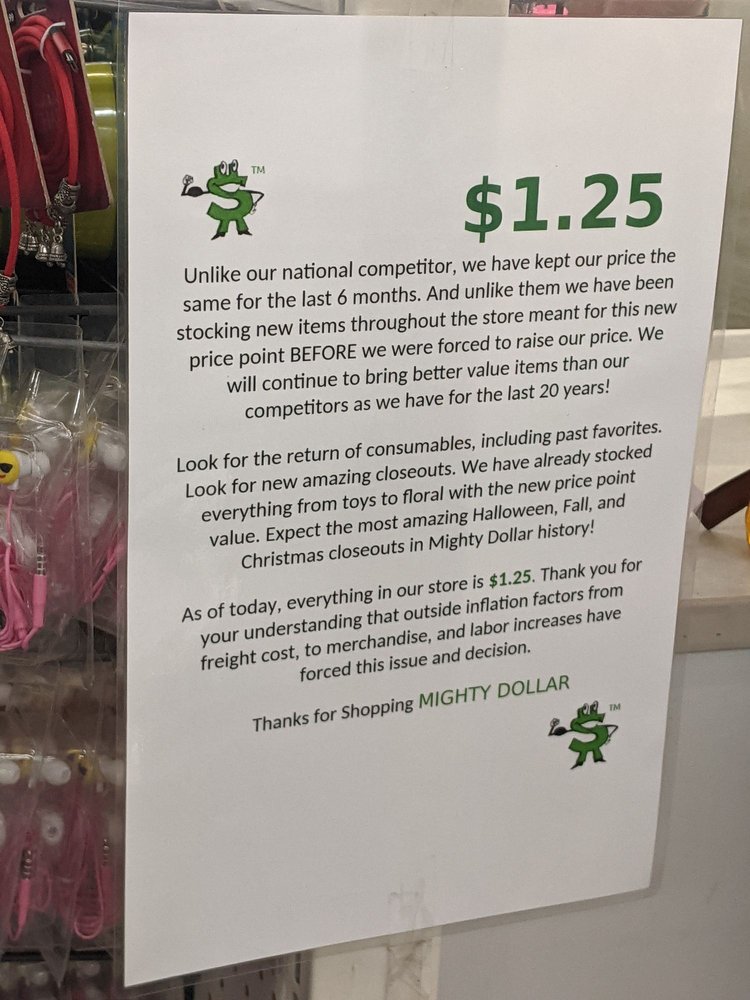 TM
$1.25
Unlike our national competitor, we have kept our price the
same for the last 6 months. And unlike them we have been
stocking new items throughout the store meant for this new
price point BEFORE we were forced to raise our price. We
will continue to bring better value items than our
competitors as we have for the last 20 years!
Look for the return of consumables, including past favorites.
Look for new amazing closeouts. We have already stocked
everything from toys to floral with the new price point
value. Expect the most amazing Halloween, Fall, and
Christmas closeouts in Mighty Dollar history!
As of today, everything in our store is $1.25. Thank you for
your understanding that outside inflation factors from
freight cost, to merchandise, and labor increases have
forced this issue and decision.
Thanks for Shopping MIGHTY DOLLAR
TM